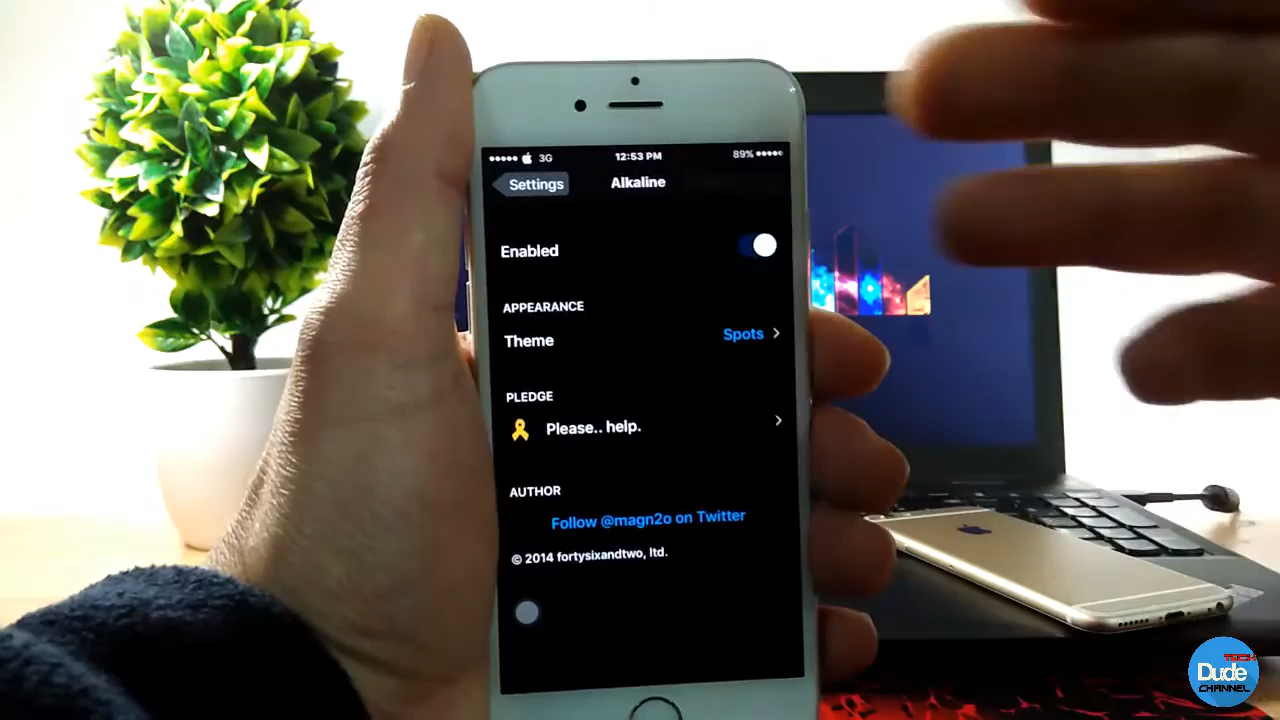 3G
12:53 PM
89%
Settings
Alkaline
Enabled
APPEARANCE
Theme
Spots
PLEDGE
Please.. help.
AUTHOR
Follow @magn2o on Twitter
© 2014 fortysixandtwo, ltd.
TECH
Dude
CHANNEL